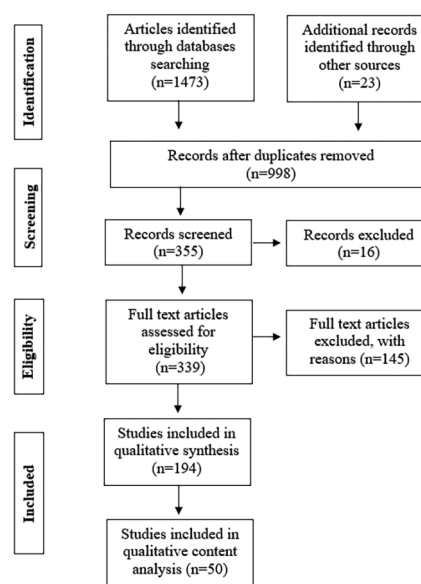 Identification
Articles identified
through databases
searching
(n=1473)
Additional records
identified through
other sources
(n=23)
Records after duplicates removed
(n=998)
Screening
Records screened
(n=355)
Records excluded
(n=16)
Eligibility
Full text articles
assessed for
eligibility
(n=339)
Full text articles
excluded, with
reasons (n=145)
Included
Studies included in
qualitative synthesis
(n=194)
Studies included in
qualitative content
analysis (n=50)